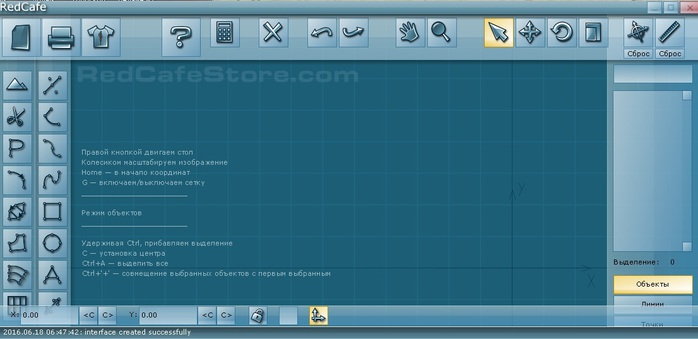 RedCafe
RedCafeStore.com
Сброс Сброс
Правой кнопкой двигаем стол
Колесиком масштабируем изображение
Home — в начало координат
G — включаем/выключаем сетку
Режим объектов
Удерживая Ctrl, прибавляем выделение
C — установка центра
Ctrl+A — выделить все
Ctrl+'+' — совмещение выбранных объектов с первым выбранным
y
x
Выделение: 0
Объекты
Линии
Точки
X: 0.00 <C C> Y: 0.00 <C C>
2016.06.18 06:47:42: interface created successfully